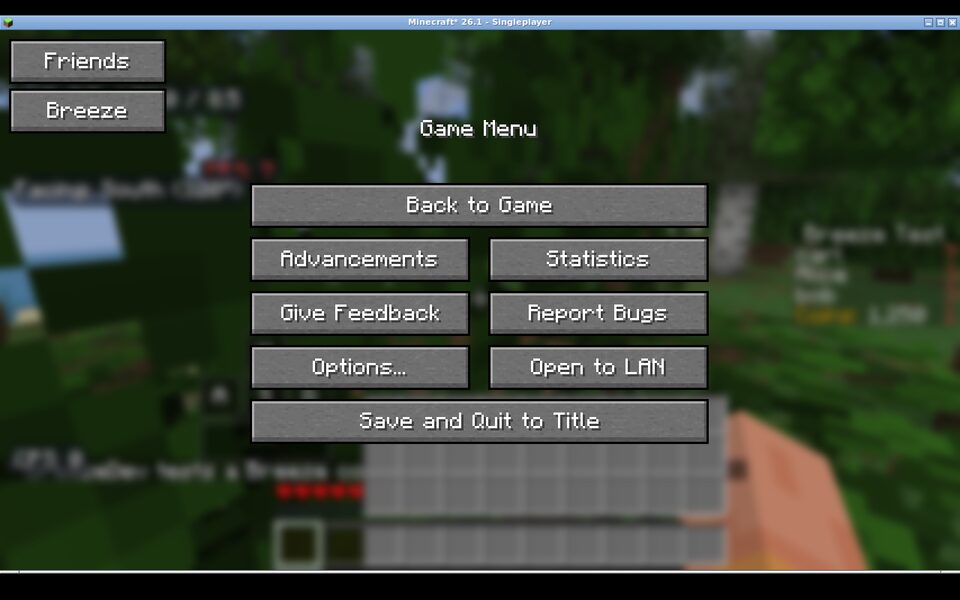 Minecraft* 26.1 - Singleplayer
Friends
Breeze
Game Menu
Back to Game
Advancements
Statistics
Give Feedback
Report Bugs
Options...
Open to LAN
Save and Quit to Title